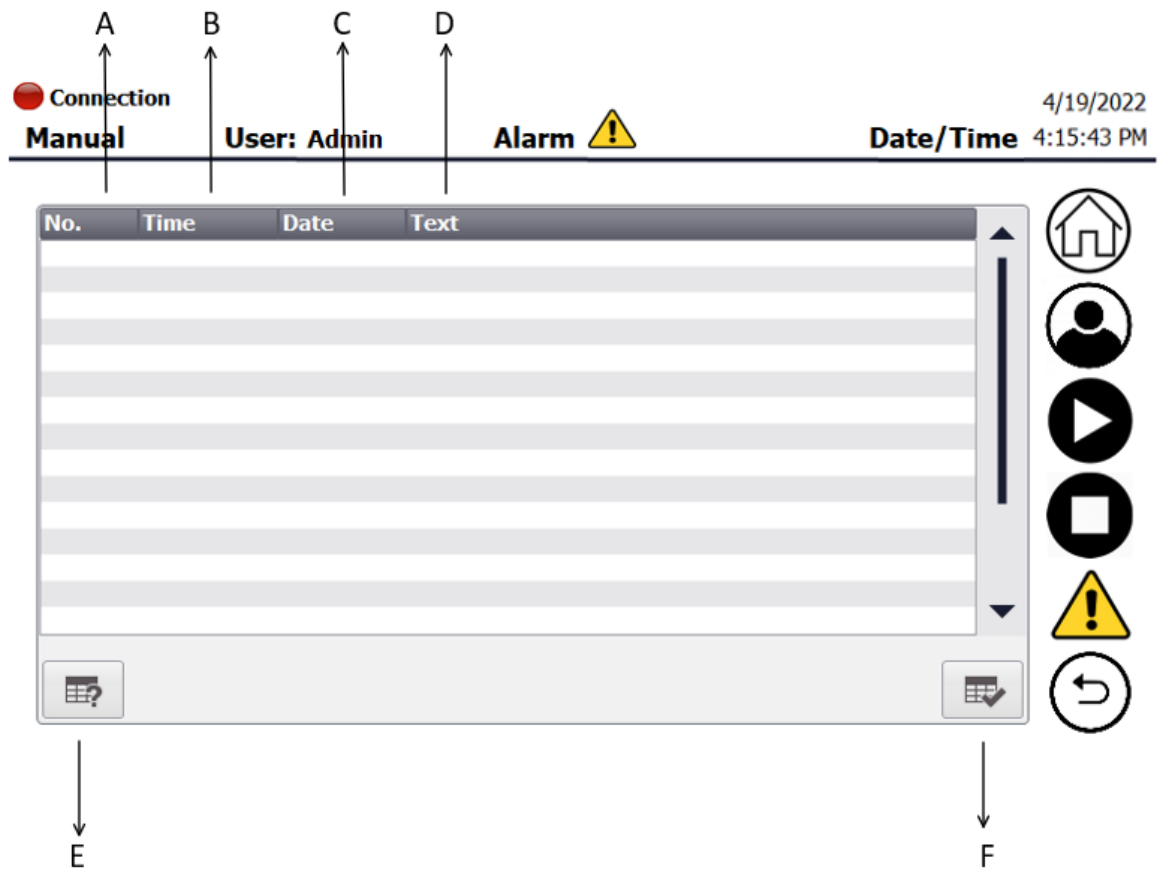 A B C D
Connection 4/19/2022
Manual User: Admin Alarm Date/Time 4:15:43 PM
No. Time Date Text
E F